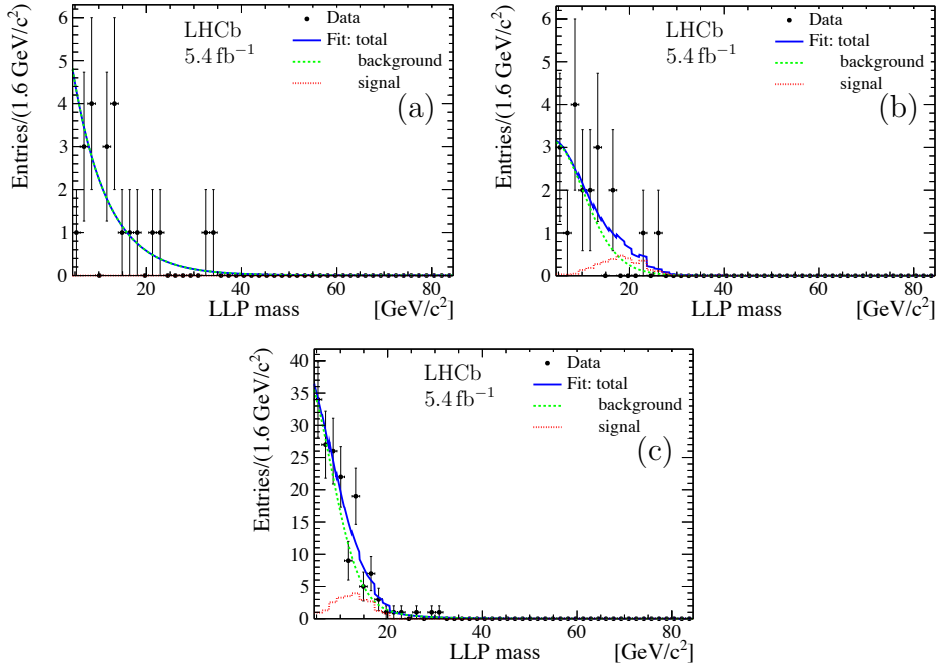 6
5
4
3
2
1
0
Entries/(1.6 GeV/c²)
LHCb
5.4 fb⁻¹
Data
Fit: total
background
signal
(a)
20 40 60 80
LLP mass [GeV/c²]
6
5
4
3
2
1
0
Entries/(1.6 GeV/c²)
LHCb
5.4 fb⁻¹
Data
Fit: total
background
signal
(b)
20 40 60 80
LLP mass [GeV/c²]
40
35
30
25
20
15
10
5
0
Entries/(1.6 GeV/c²)
LHCb
5.4 fb⁻¹
Data
Fit: total
background
signal
(c)
20 40 60 80
LLP mass [GeV/c²]